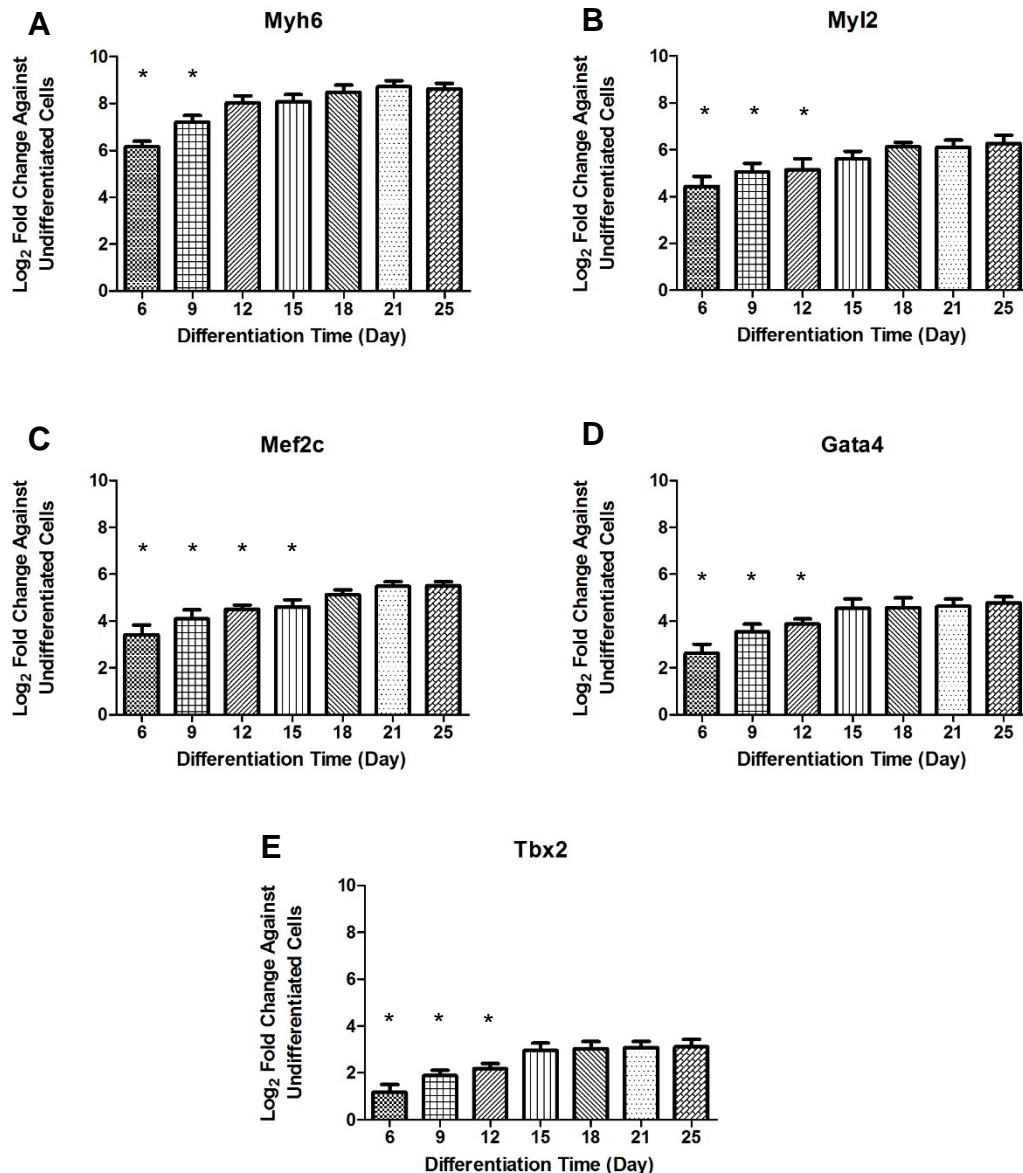 A
Myh6
Log2 Fold Change Against
Undifferentiated Cells
10
8
6
4
2
0
* *
6 9 12 15 18 21 25
Differentiation Time (Day)
B
Myl2
Log2 Fold Change Against
Undifferentiated Cells
10
8
6
4
2
0
* * *
6 9 12 15 18 21 25
Differentiation Time (Day)
C
Mef2c
Log2 Fold Change Against
Undifferentiated Cells
10
8
6
4
2
0
* * * *
6 9 12 15 18 21 25
Differentiation Time (Day)
D
Gata4
Log2 Fold Change Against
Undifferentiated Cells
10
8
6
4
2
0
* * *
6 9 12 15 18 21 25
Differentiation Time (Day)
E
Tbx2
Log2 Fold Change Against
Undifferentiated Cells
10
8
6
4
2
0
* * *
6 9 12 15 18 21 25
Differentiation Time (Day)